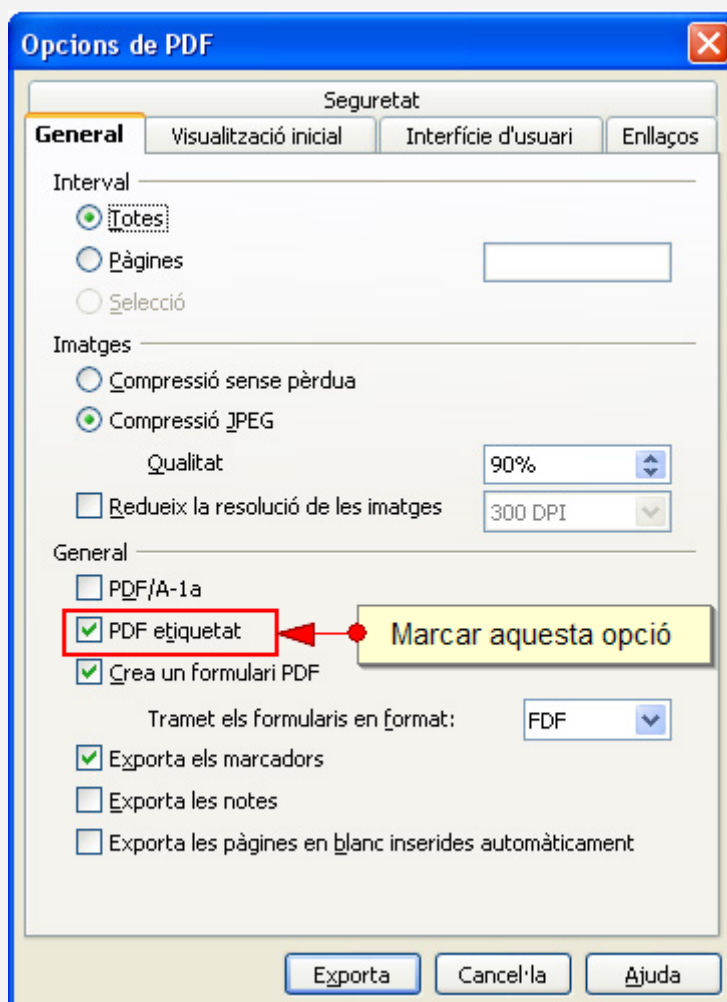 Opcions de PDF
Seguretat
General Visualització inicial Interfície d'usuari Enllaços
Interval
Totes
Pàgines
Selecció
Imatges
Compressió sense pèrdua
Compressió JPEG
Qualitat 90%
Redueix la resolució de les imatges 300 DPI
General
PDF/A-1a
PDF etiquetat Marcar aquesta opció
Crea un formulari PDF
Tramet els formularis en format: FDF
Exporta els marcadors
Exporta les notes
Exporta les pàgines en blanc inserides automàticament
Exporta Cancel·la Ajuda